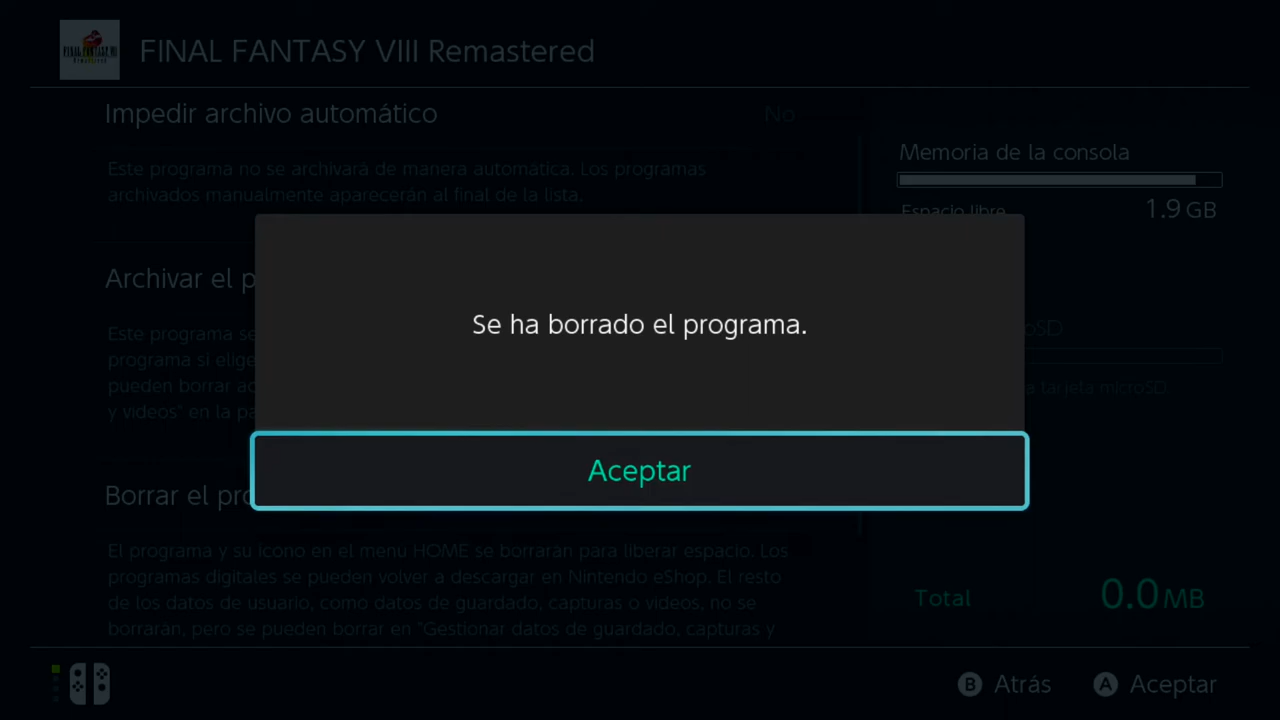 FINAL FANTASY VIII Remastered
Impedir archivo automático
No
Este programa no se archivará de manera automática. Los programas
archivados manualmente aparecerán al final de la lista.
Memoria de la consola
Espacio libre
1.9 GB
Archivar el p
Este programa se
programa si elige
pueden borrar
y videos" en la pa
Se ha borrado el programa.
oSD
a tarjeta microSD
Aceptar
Borrar el pro
El programa y su icono en el menú HOME se borrarán para liberar espacio. Los
programas digitales se pueden volver a descargar en Nintendo eShop. El resto
de los datos de usuario, como datos de guardado, capturas o videos, no se
borrarán, pero se pueden borrar en "Gestionar datos de guardado, capturas y
Total
0.0 MB
B Atrás
A Aceptar